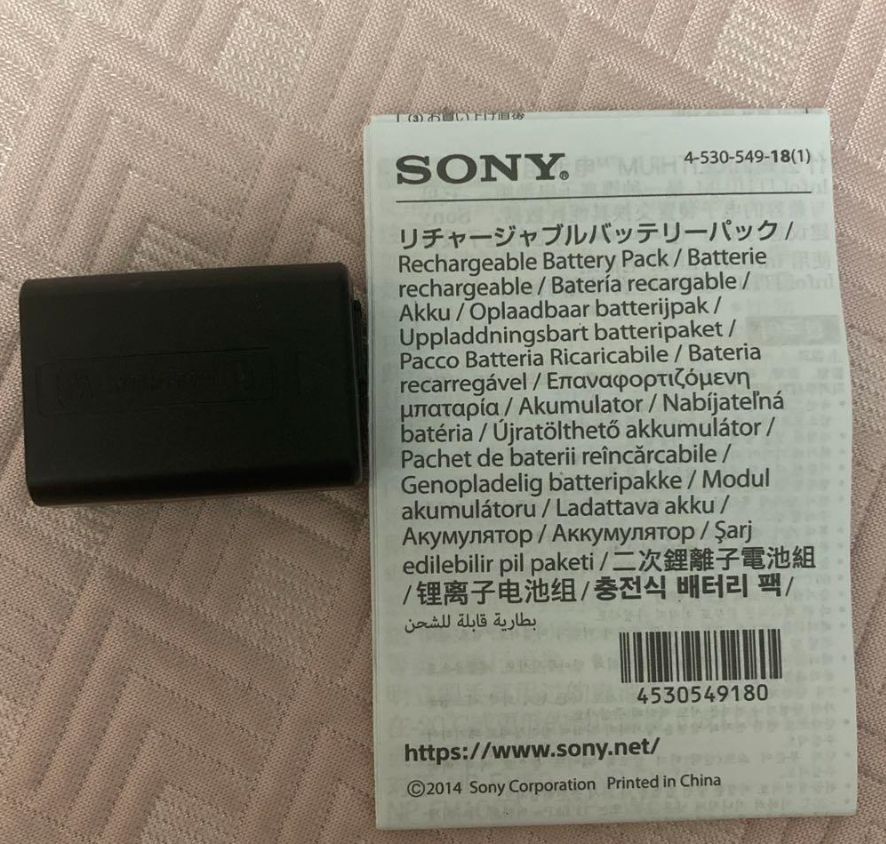 SONY®
4-530-549-18(1)
リチャージャブルバッテリーパック /
Rechargeable Battery Pack / Batterie
rechargeable / Batería recargable /
Akku / Oplaadbaar batterijpak /
Uppladdningsbart batteripaket /
Pacco Batteria Ricaricabile / Bateria
recarregável / Επαναφορτιζόμενη
μπαταρία / Akumulator / Nabíjateľná
batéria / Újratölthető akkumulátor /
Pachet de baterii reîncărcabile /
Genopladelig batteripakke / Modul
akumulátoru / Ladattava akku /
Акумулятор / Аккумулятор / Şarj
edilebilir pil paketi / 二次鋰離子電池組
/ 锂离子电池组 / 충전식 배터리 팩 /
بطارية قابلة للشحن
4530549180
https://www.sony.net/
©2014 Sony Corporation Printed in China